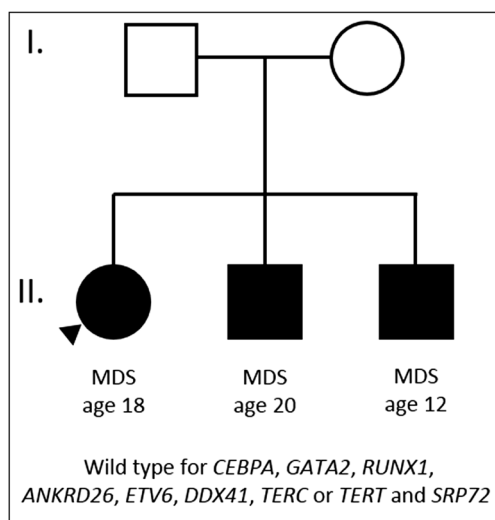 I.
II.
MDS
age 18
MDS
age 20
MDS
age 12
Wild type for CEBPA, GATA2, RUNX1,
ANKRD26, ETV6, DDX41, TERC or TERT and SRP72